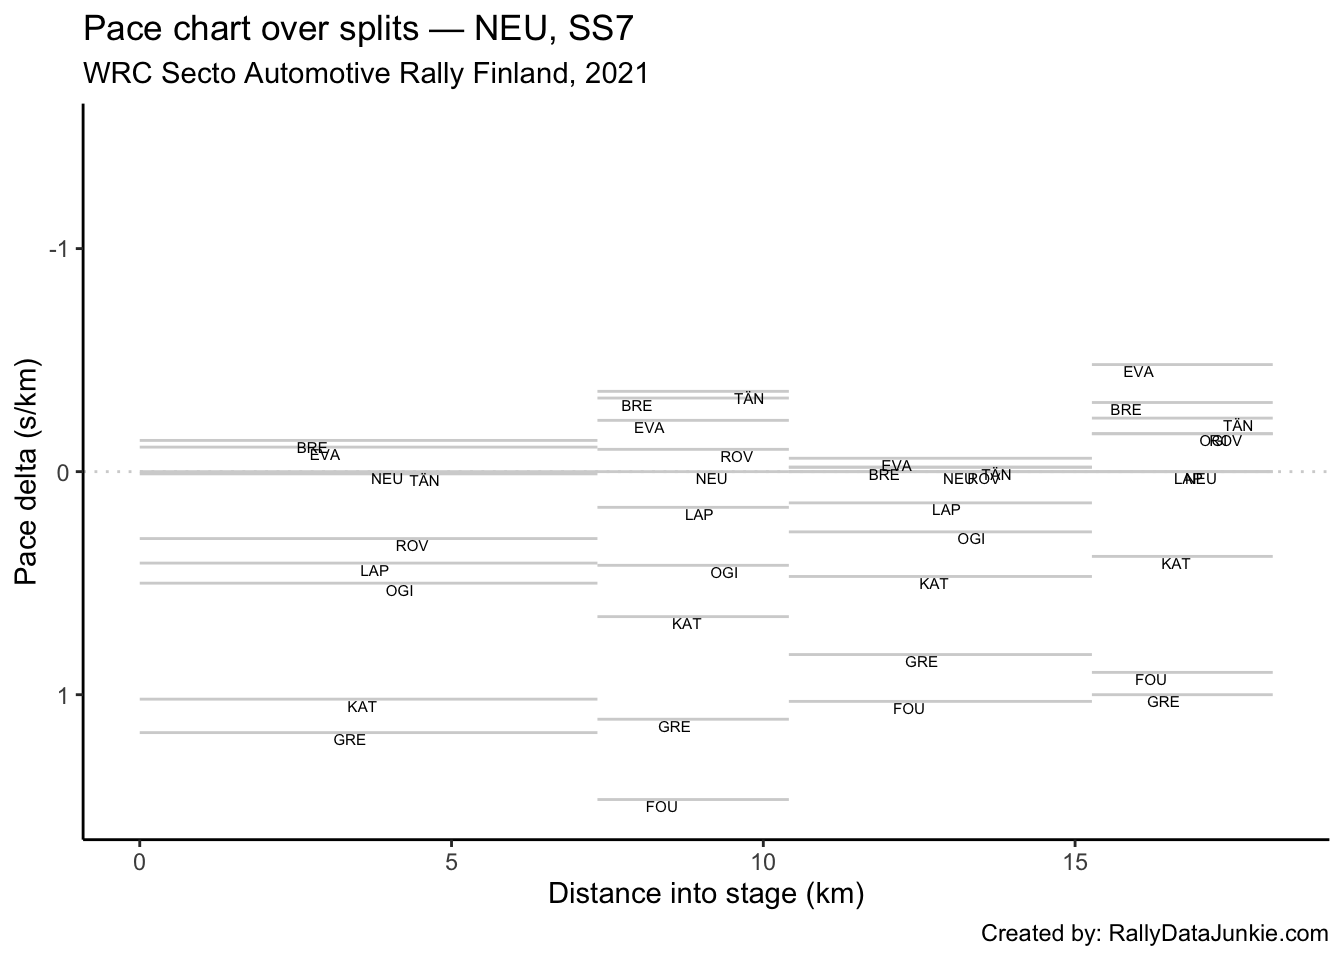 Pace chart over splits — NEU, SS7
WRC Secto Automotive Rally Finland, 2021
Pace delta (s/km)
-1
0
1
BRE
EVA
NEU
TÄN
ROV
LAP
OGI
KAT
GRE
TÄN
BRE
EVA
ROV
NEU
LAP
OGI
KAT
GRE
FOU
EVA
BRE
NEU
ROV
TÄN
LAP
OGI
KAT
GRE
FOU
EVA
BRE
TÄN
OGI
ROV
LAP
NEU
KAT
FOU
GRE
0 5 10 15
Distance into stage (km)
Created by: RallyDataJunkie.com